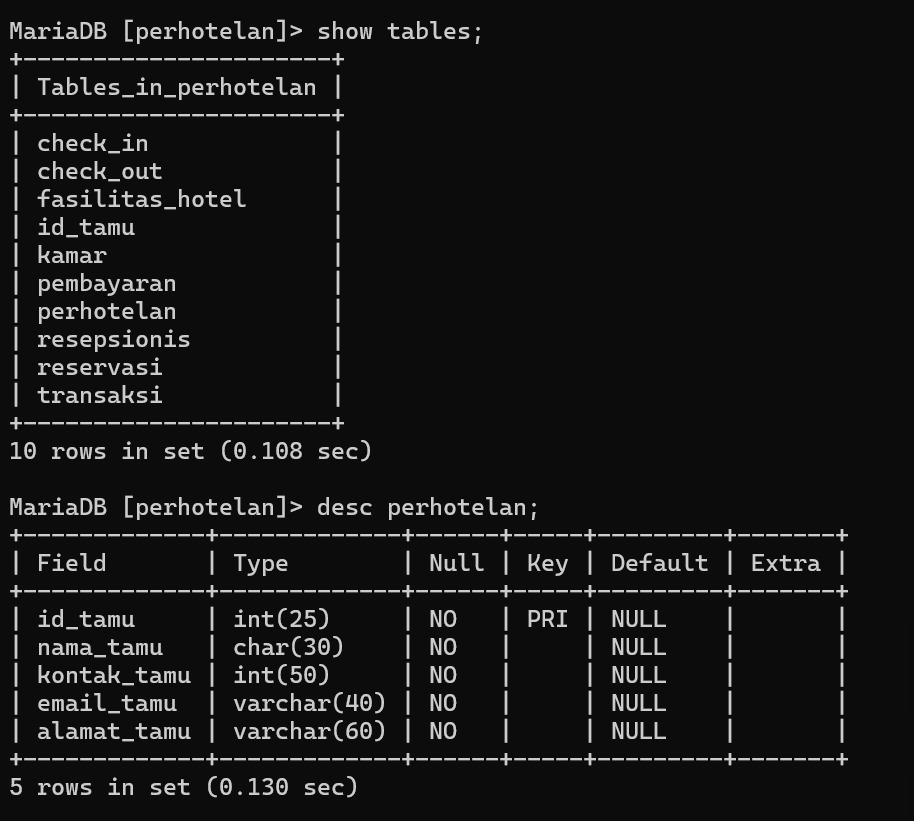 MariaDB [perhotelan]> show tables;
+----------------------+
| Tables_in_perhotelan |
+----------------------+
| check_in             |
| check_out            |
| fasilitas_hotel      |
| id_tamu              |
| kamar                |
| pembayaran           |
| perhotelan           |
| resepsionis          |
| reservasi            |
| transaksi            |
+----------------------+
10 rows in set (0.108 sec)

MariaDB [perhotelan]> desc perhotelan;
+-------------+-------------+------+-----+---------+-------+
| Field       | Type        | Null | Key | Default | Extra |
+-------------+-------------+------+-----+---------+-------+
| id_tamu     | int(25)     | NO   | PRI | NULL    |       |
| nama_tamu   | char(30)    | NO   |     | NULL    |       |
| kontak_tamu | int(50)     | NO   |     | NULL    |       |
| email_tamu  | varchar(40) | NO   |     | NULL    |       |
| alamat_tamu | varchar(60) | NO   |     | NULL    |       |
+-------------+-------------+------+-----+---------+-------+
5 rows in set (0.130 sec)